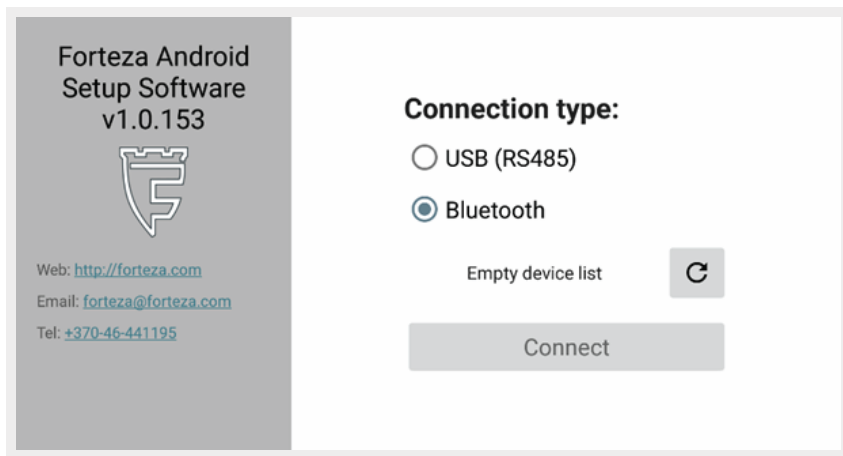 Forteza Android
Setup Software
v1.0.153
Web: http://forteza.com
Email: forteza@forteza.com
Tel: +370-46-441195
Connection type:
USB (RS485)
Bluetooth
Empty device list
Connect